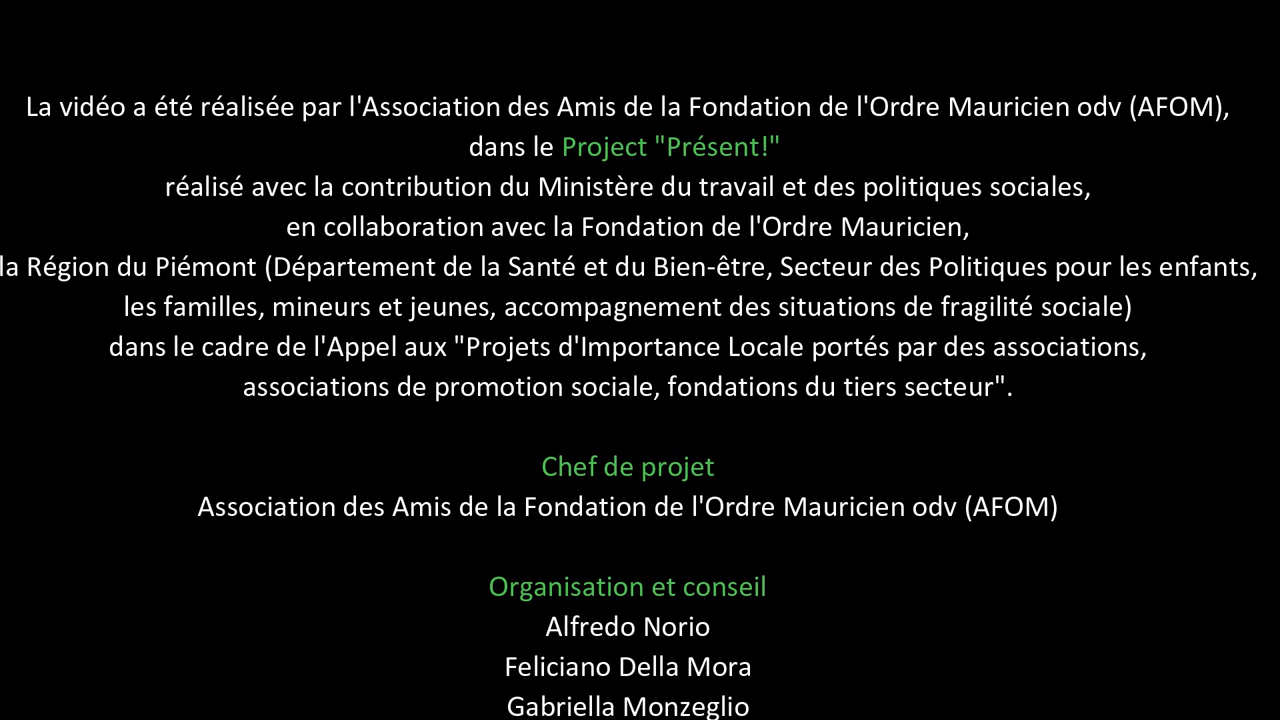 La vidéo a été réalisée par l'Association des Amis de la Fondation de l'Ordre Mauricien odv (AFOM),
dans le Project "Présent!"
réalisé avec la contribution du Ministère du travail et des politiques sociales,
en collaboration avec la Fondation de l'Ordre Mauricien,
la Région du Piémont (Département de la Santé et du Bien-être, Secteur des Politiques pour les enfants,
les familles, mineurs et jeunes, accompagnement des situations de fragilité sociale)
dans le cadre de l'Appel aux "Projets d'Importance Locale portés par des associations,
associations de promotion sociale, fondations du tiers secteur".
Chef de projet
Association des Amis de la Fondation de l'Ordre Mauricien odv (AFOM)
Organisation et conseil
Alfredo Norio
Feliciano Della Mora
Gabriella Monzeglio